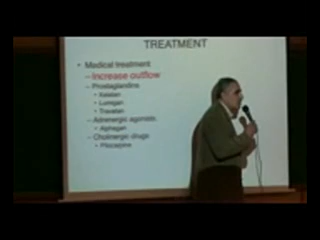 TREATMENT
• Medical treatment
– Increase outflow
– Prostaglandins
• Xalatan
• Lumigan
• Travatan
– Adrenergic agonists
• Alphagan
– Cholinergic drugs
• Pilocarpine